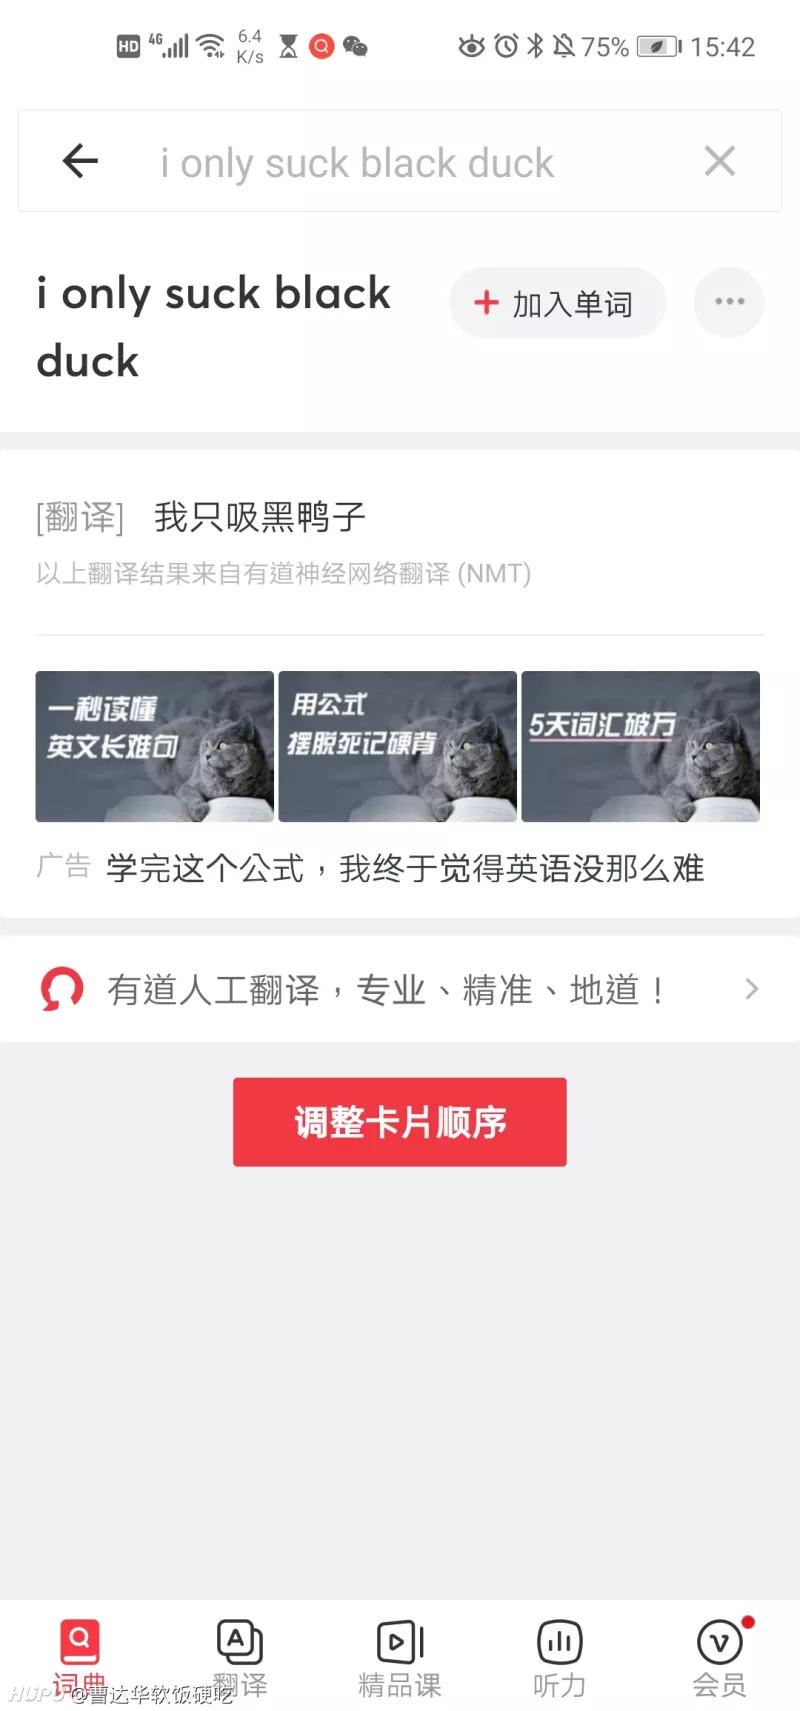 HD 4G 6.4 K/s 75% 15:42
i only suck black duck
i only suck black
duck
加入单词
[翻译] 我只吸黑鸭子
以上翻译结果来自有道神经网络翻译 (NMT)
一秒读懂
英文长难句
用公式
摆脱死记硬背
5天词汇破万
广告 学完这个公式，我终于觉得英语没那么难
有道人工翻译，专业、精准、地道！
调整卡片顺序
词典 翻译 精品课 听力 会员
HUPU @曹达华软饭硬吃